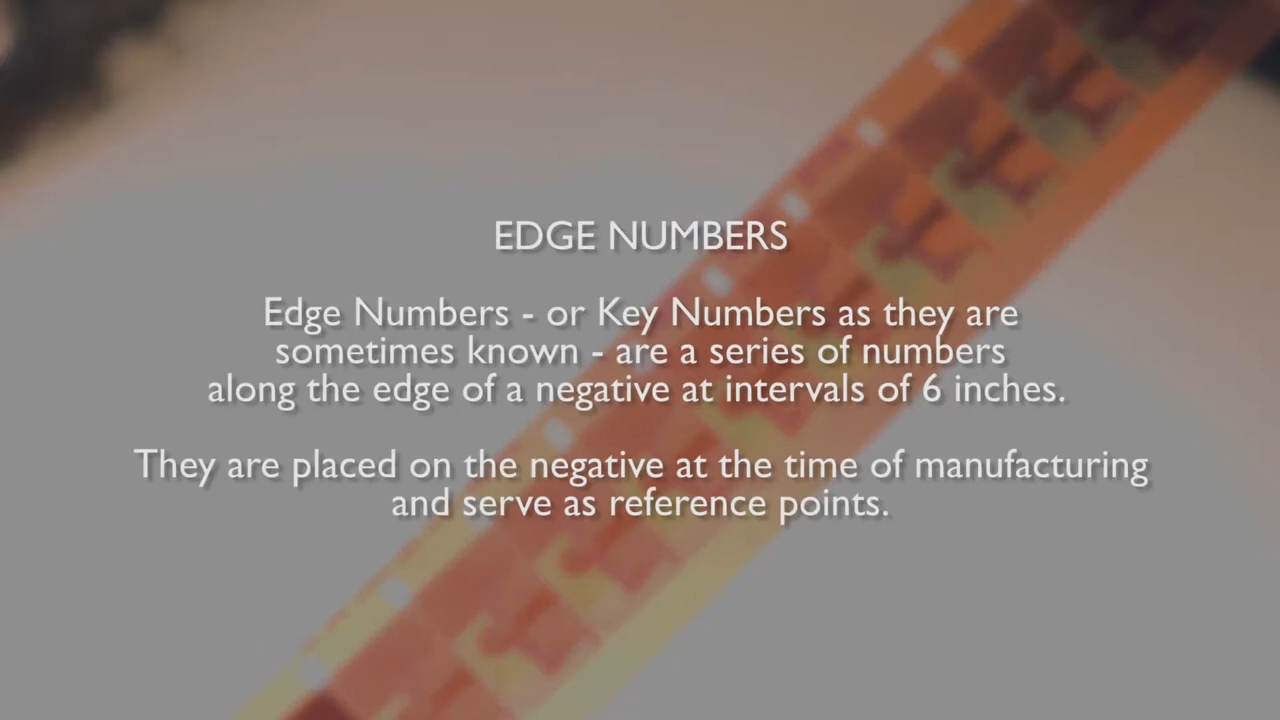 EDGE NUMBERS
Edge Numbers - or Key Numbers as they are
sometimes known - are a series of numbers
along the edge of a negative at intervals of 6 inches.
They are placed on the negative at the time of manufacturing
and serve as reference points.